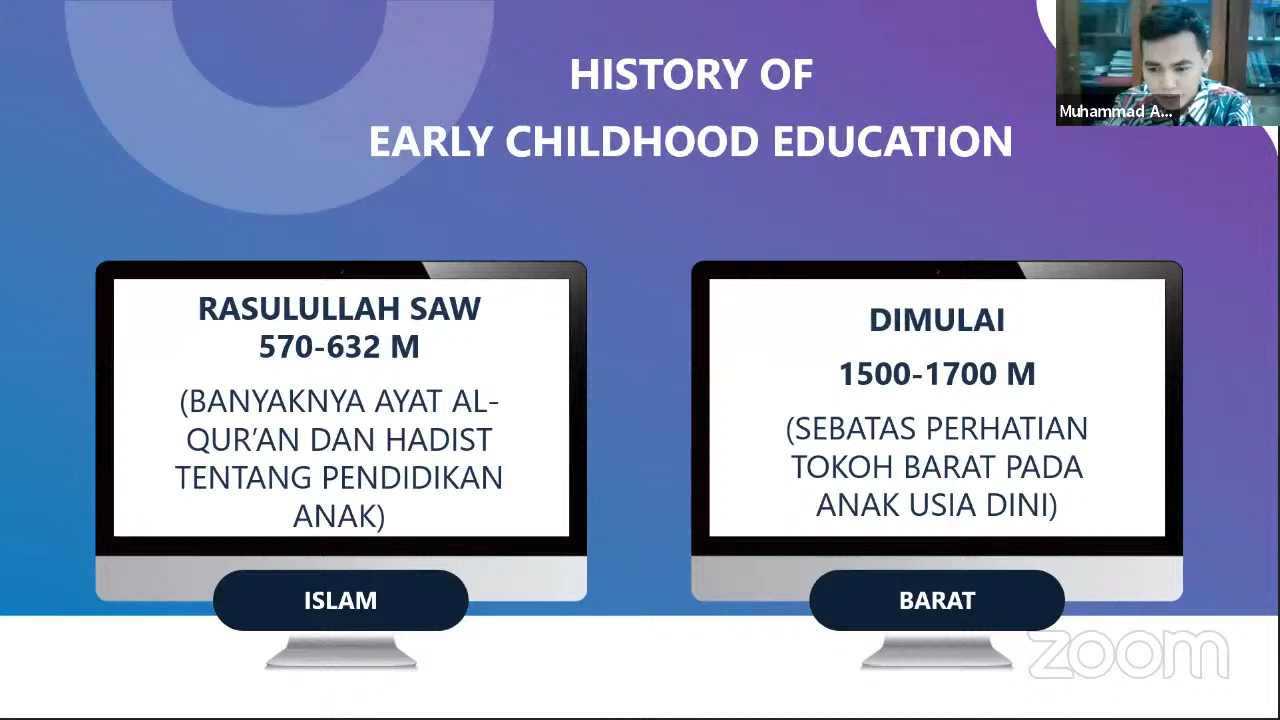 HISTORY OF
EARLY CHILDHOOD EDUCATION
Muhammad A...
RASULULLAH SAW
570-632 M
(BANYAKNYA AYAT AL-
QUR’AN DAN HADIST
TENTANG PENDIDIKAN
ANAK)
ISLAM
DIMULAI
1500-1700 M
(SEBATAS PERHATIAN
TOKOH BARAT PADA
ANAK USIA DINI)
BARAT
zoom